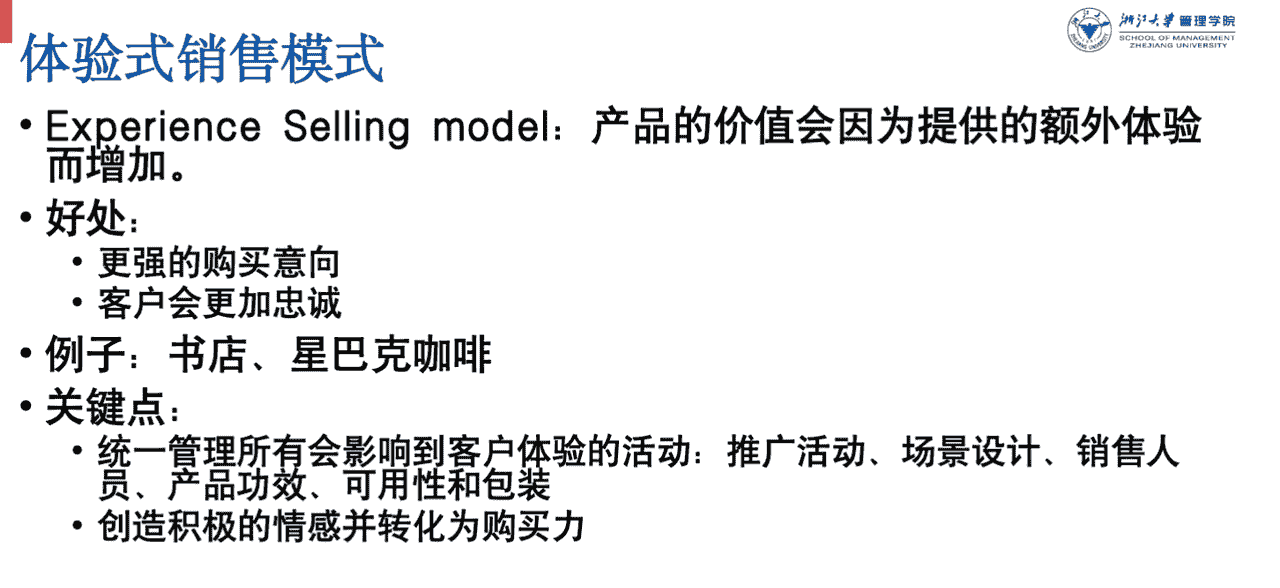 浙江大学管理学院
SCHOOL OF MANAGEMENT
ZHEJIANG UNIVERSITY
体验式销售模式
• Experience Selling model：产品的价值会因为提供的额外体验
而增加。
• 好处：
• 更强的购买意向
• 客户会更加忠诚
• 例子：书店、星巴克咖啡
• 关键点：
• 统一管理所有会影响到客户体验的活动：推广活动、场景设计、销售人
员、产品功效、可用性和包装
• 创造积极的情感并转化为购买力